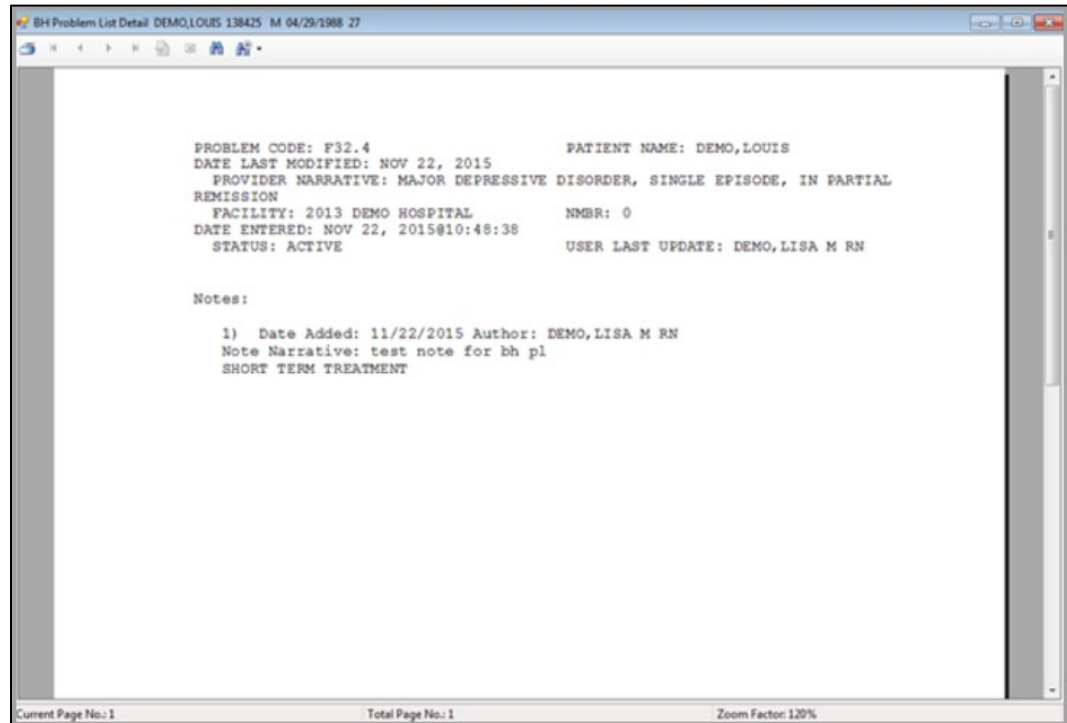 BH Problem List Detail DEMO,LOUIS 138425 M 04/29/1988 27
PROBLEM CODE: F32.4 PATIENT NAME: DEMO,LOUIS
DATE LAST MODIFIED: NOV 22, 2015
PROVIDER NARRATIVE: MAJOR DEPRESSIVE DISORDER, SINGLE EPISODE, IN PARTIAL
REMISSION
FACILITY: 2013 DEMO HOSPITAL NMBR: 0
DATE ENTERED: NOV 22, 2015@10:48:38
STATUS: ACTIVE USER LAST UPDATE: DEMO,LISA M RN
Notes:
1) Date Added: 11/22/2015 Author: DEMO,LISA M RN
Note Narrative: test note for bh pl
SHORT TERM TREATMENT
Current Page No.: 1 Total Page No.: 1 Zoom Factor: 120%